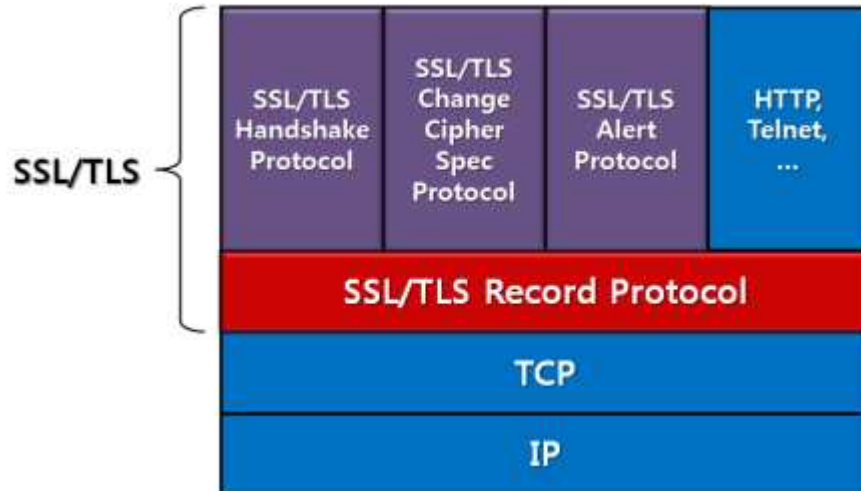 SSL/TLS
SSL/TLS
Handshake
Protocol
SSL/TLS
Change
Cipher
Spec
Protocol
SSL/TLS
Alert
Protocol
HTTP,
Telnet,
...
SSL/TLS Record Protocol
TCP
IP